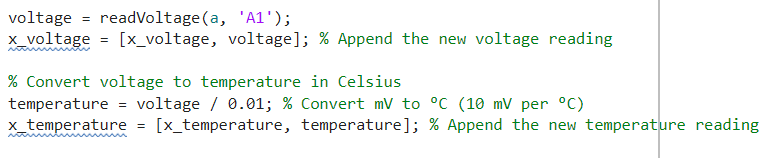 voltage = readVoltage(a, 'A1');
x_voltage = [x_voltage, voltage]; % Append the new voltage reading
% Convert voltage to temperature in Celsius
temperature = voltage / 0.01; % Convert mV to °C (10 mV per °C)
x_temperature = [x_temperature, temperature]; % Append the new temperature reading